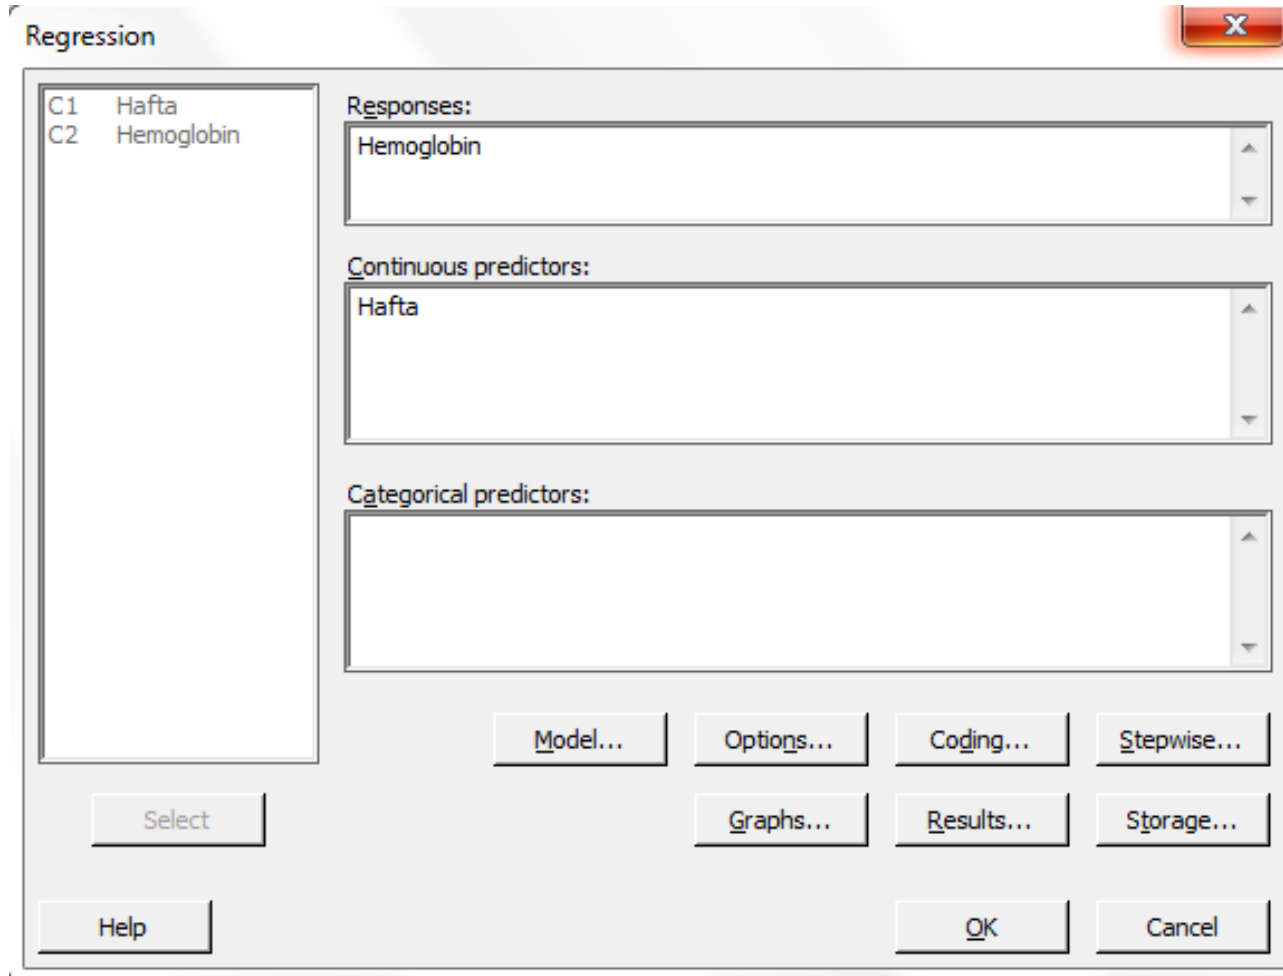 Regression
C1 Hafta
C2 Hemoglobin
Responses:
Hemoglobin
Continuous predictors:
Hafta
Categorical predictors:
Model... Options... Coding... Stepwise...
Select Graphs... Results... Storage...
Help OK Cancel